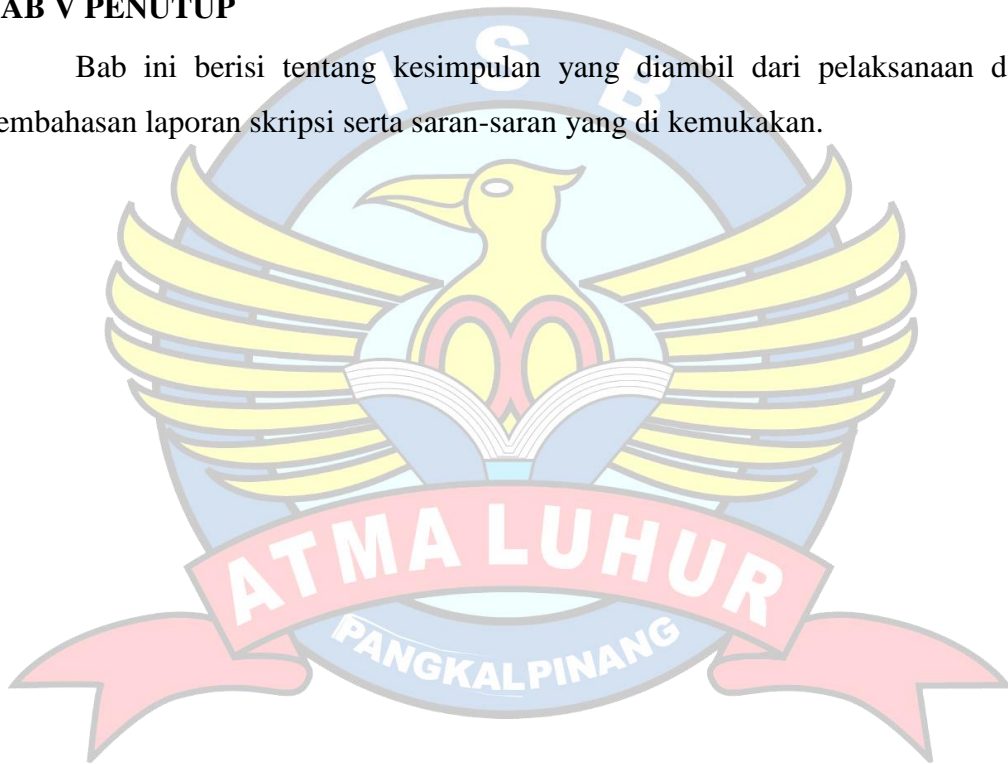 AB V PENUTUP
Bab ini berisi tentang kesimpulan yang diambil dari pelaksanaan d
embahasan laporan skripsi serta saran-saran yang di kemukakan.
I S B
ATMA LUHUR
PANGKALPINANG